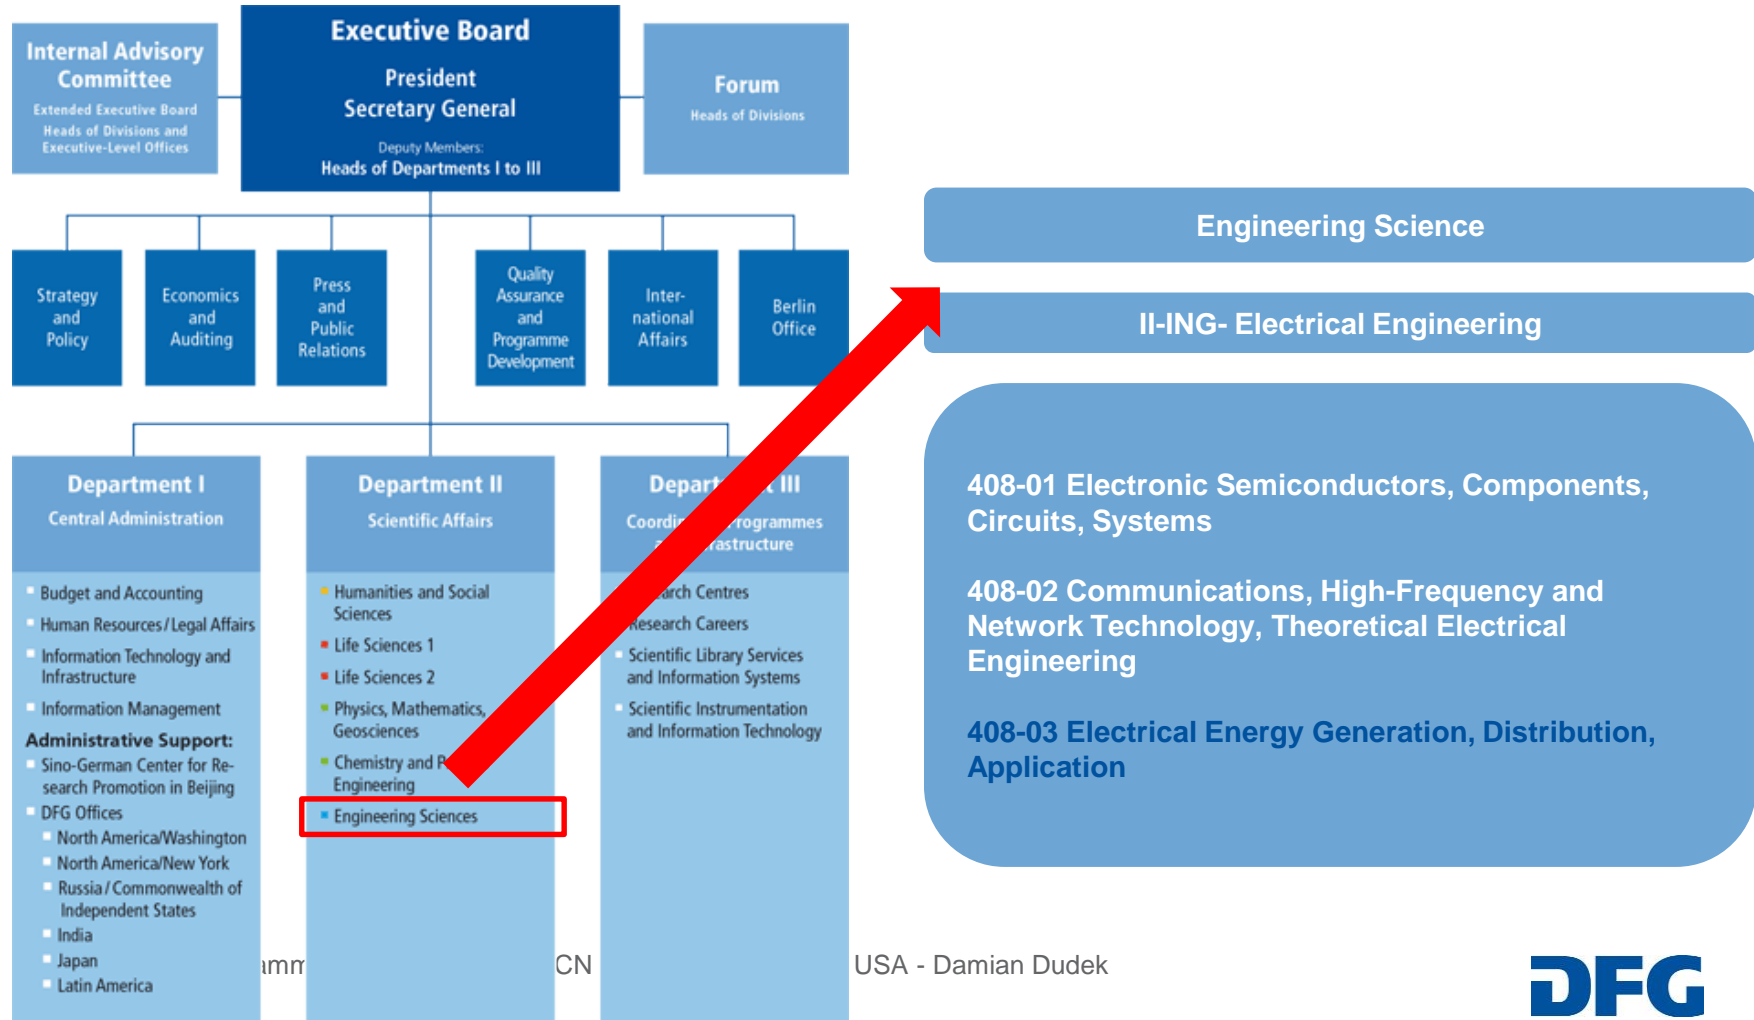 Internal Advisory
Committee
Extended Executive Board
Heads of Divisions and
Executive-Level Offices
Executive Board
President
Secretary General
Deputy Members:
Heads of Departments I to III
Forum
Heads of Divisions
Strategy
and
Policy
Economics
and
Auditing
Press
and
Public
Relations
Quality
Assurance
and
Programme
Development
Inter-
national
Affairs
Berlin
Office
Department I
Central Administration
Budget and Accounting
Human Resources/Legal Affairs
Information Technology and
Infrastructure
Information Management
Administrative Support:
Sino-German Center for Re-
search Promotion in Beijing
DFG Offices
North America/Washington
North America/New York
Russia/Commonwealth of
Independent States
India
Japan
Latin America
Department II
Scientific Affairs
Humanities and Social
Sciences
Life Sciences 1
Life Sciences 2
Physics, Mathematics,
Geosciences
Chemistry and
Engineering
Engineering Sciences
III
Centres
Research Careers
Scientific Library Services
and Information Systems
Scientific Instrumentation
and Information Technology
Engineering Science
II-ING- Electrical Engineering
408-01 Electronic Semiconductors, Components,
Circuits, Systems
408-02 Communications, High-Frequency and
Network Technology, Theoretical Electrical
Engineering
408-03 Electrical Energy Generation, Distribution,
Application
CN USA - Damian Dudek
DFG